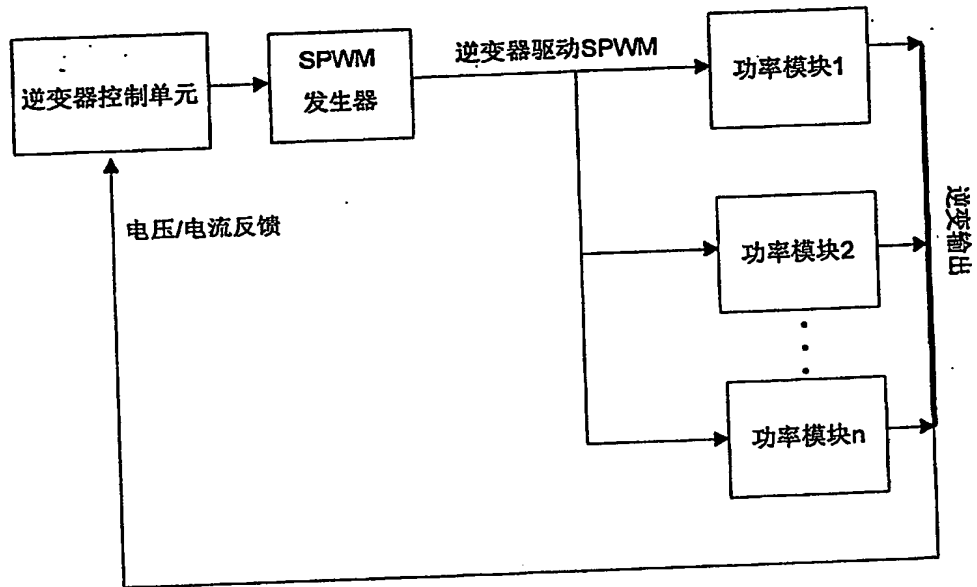 逆变器控制单元
SPWM
发生器
逆变器驱动SPWM
功率模块1
电压/电流反馈
功率模块2
逆变输出
功率模块n